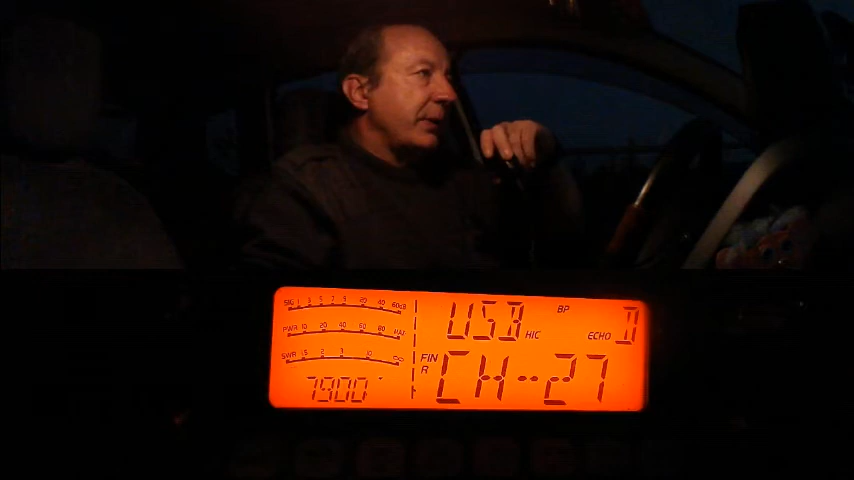 SIG 1 3 5 7 9 20 40 60dB
PWR 10 20 40 60 80 MAX
SWR 1.5 2 3 10 ∞
7900
USB HIC BP ECHO D
FIN R CH-27